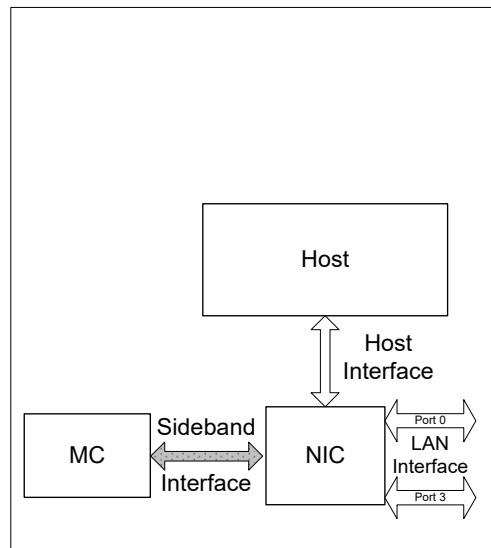 Host
Host
Interface
Sideband
MC
NIC
Interface
Port 0
LAN
Interface
Port 3